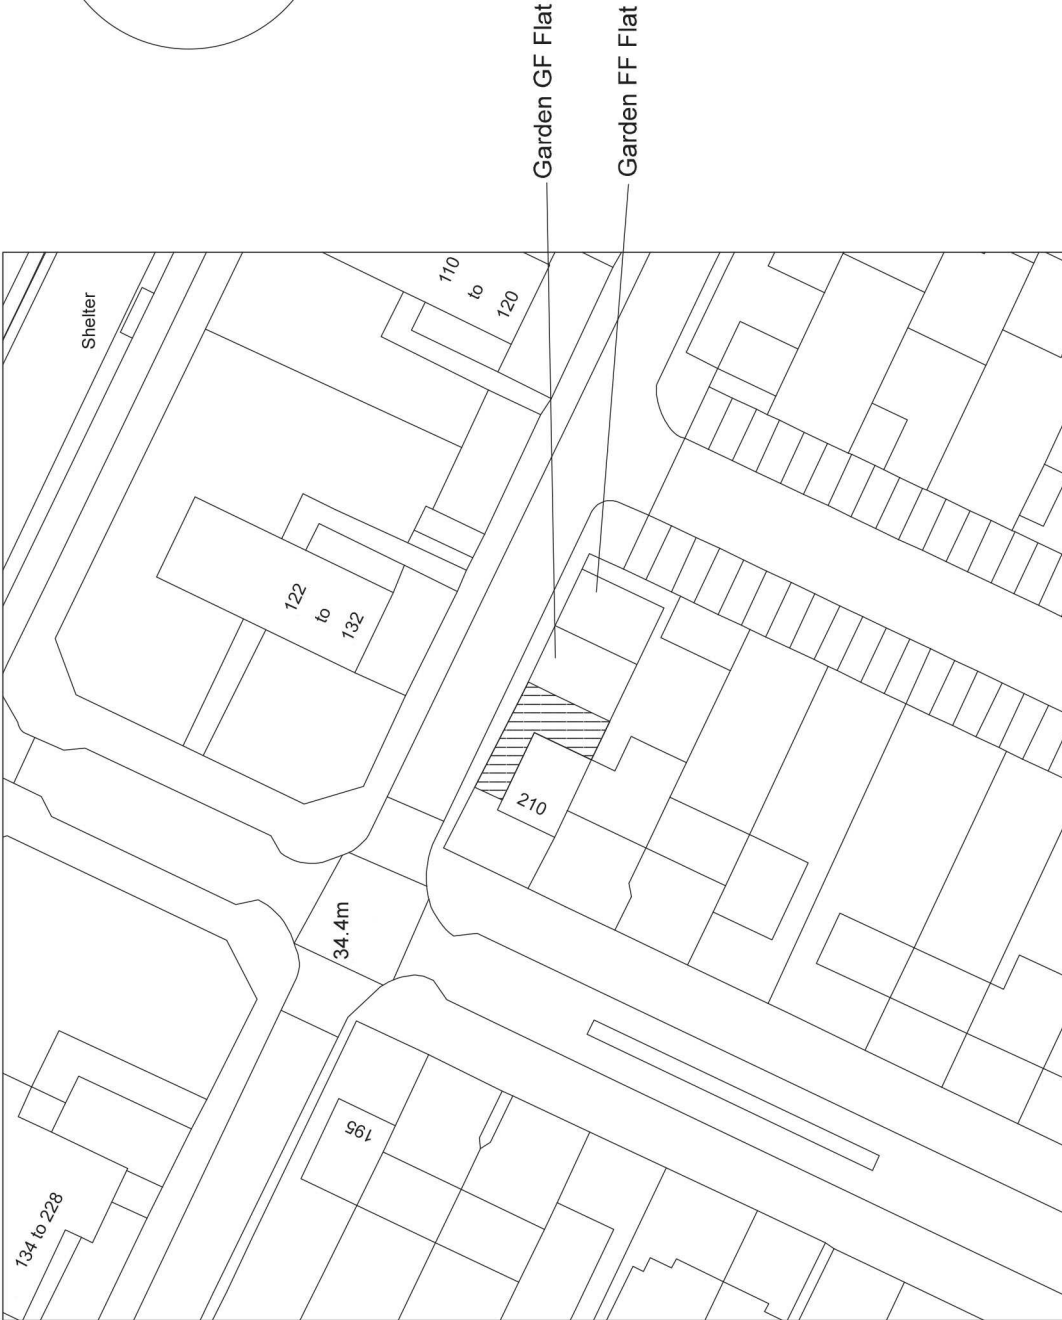 Garden GF Flat
Garden FF Flat
Shelter
110
to
120
122
to
132
210
34.4m
195
134 to 228